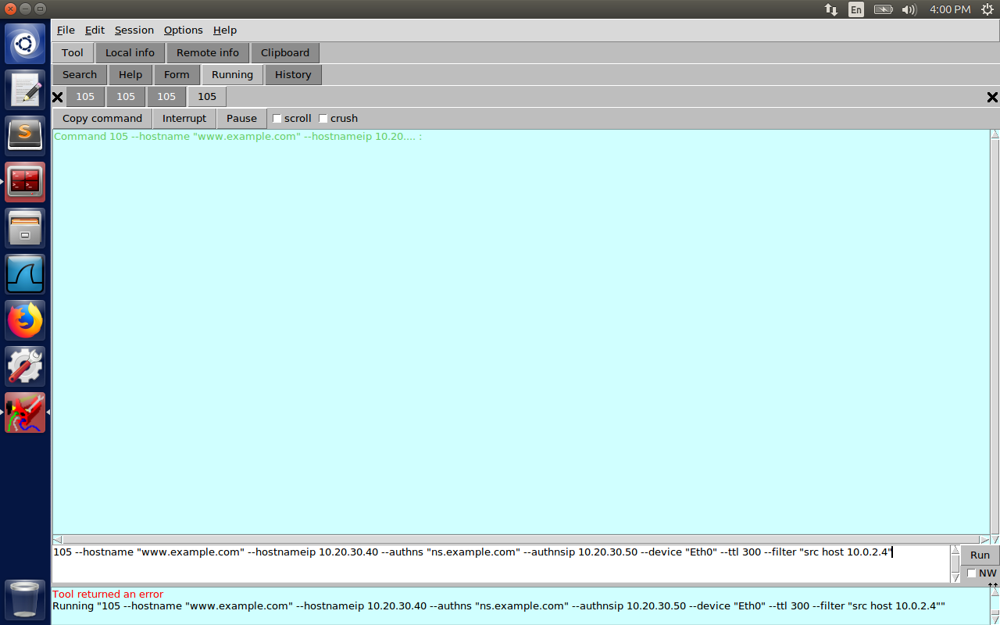 En 4:00 PM
File Edit Session Options Help
Tool Local info Remote info Clipboard
Search Help Form Running History
105 105 105 105
Copy command Interrupt Pause scroll crush
Command 105 --hostname "www.example.com" --hostnameip 10.20.... :
105 --hostname "www.example.com" --hostnameip 10.20.30.40 --authns "ns.example.com" --authnsip 10.20.30.50 --device "Eth0" --ttl 300 --filter "src host 10.0.2.4"
Run
NW
Tool returned an error
Running "105 --hostname "www.example.com" --hostnameip 10.20.30.40 --authns "ns.example.com" --authnsip 10.20.30.50 --device "Eth0" --ttl 300 --filter "src host 10.0.2.4""